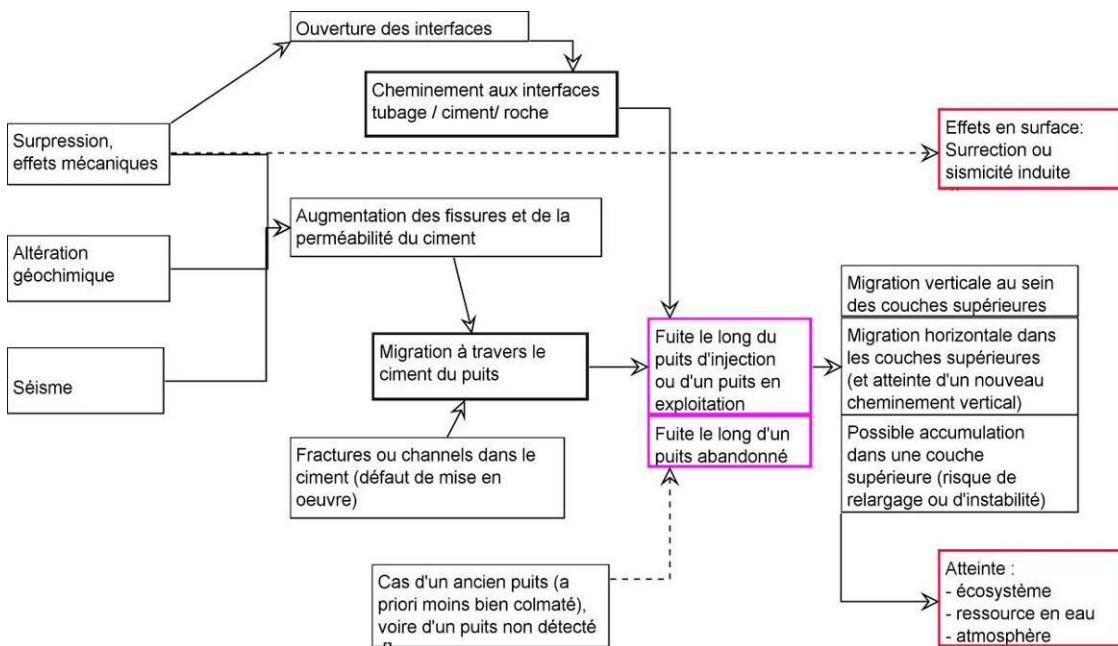 Ouverture des interfaces
Cheminement aux interfaces
tubage / ciment/ roche
Surpression,
effets mécaniques
Effets en surface:
Surrection ou
sismicité induite
Augmentation des fissures et de la
perméabilité du ciment
Altération
géochimique
Migration verticale au sein
des couches supérieures
Séisme
Migration à travers le
ciment du puits
Fuite le long du
puits d'injection
ou d'un puits en
exploitation
Migration horizontale dans
les couches supérieures
(et atteinte d'un nouveau
cheminement vertical)
Fractures ou channels dans le
ciment (défaut de mise en
oeuvre)
Fuite le long d'un
puits abandonné
Possible accumulation
dans une couche
supérieure (risque de
relargage ou d'instabilité)
Cas d'un ancien puits (a
priori moins bien colmaté),
voire d'un puits non détecté
Atteinte :
- écosystème
- ressource en eau
- atmosphère